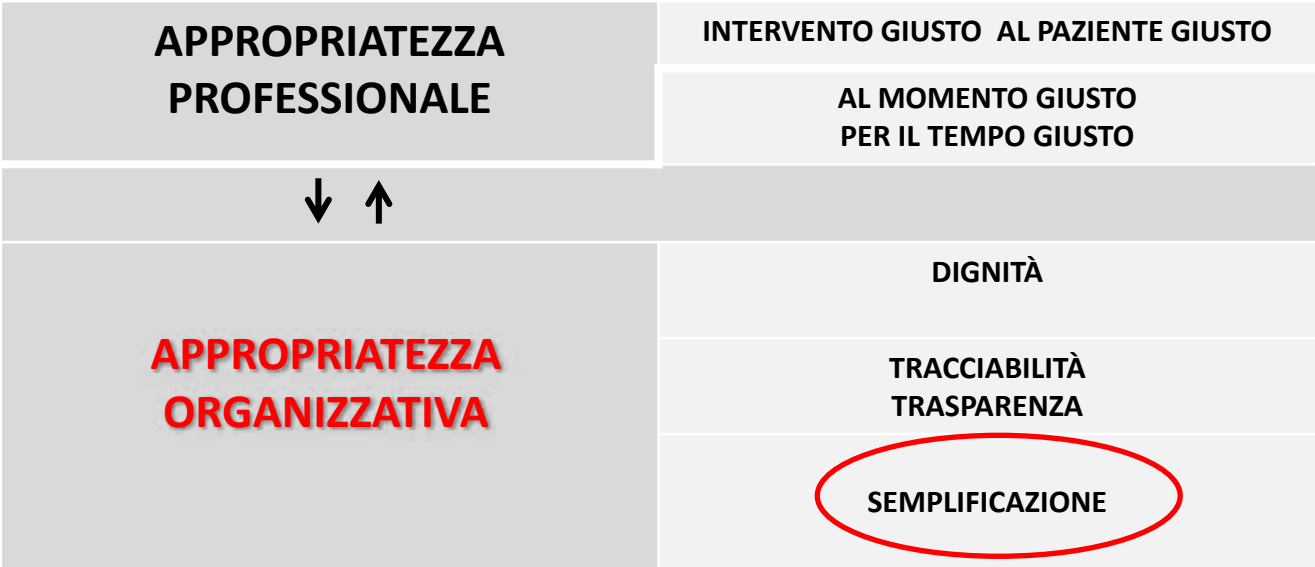 APPROPRIATEZZA
PROFESSIONALE
INTERVENTO GIUSTO AL PAZIENTE GIUSTO
AL MOMENTO GIUSTO
PER IL TEMPO GIUSTO
APPROPRIATEZZA
ORGANIZZATIVA
DIGNITÀ
TRACCIABILITÀ
TRASPARENZA
SEMPLIFICAZIONE